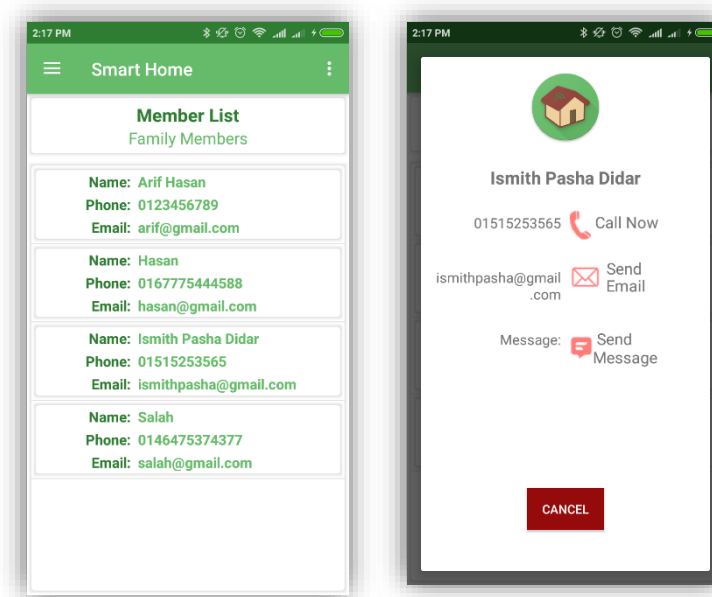 2:17 PM
Smart Home
Member List
Family Members
Name: Arif Hasan
Phone: 0123456789
Email: arif@gmail.com
Name: Hasan
Phone: 0167775444588
Email: hasan@gmail.com
Name: Ismith Pasha Didar
Phone: 01515253565
Email: ismithpasha@gmail.com
Name: Salah
Phone: 0146475374377
Email: salah@gmail.com
2:17 PM
Ismith Pasha Didar
01515253565 Call Now
ismithpasha@gmail
.com
Send
Email
Message:
Send
Message
CANCEL